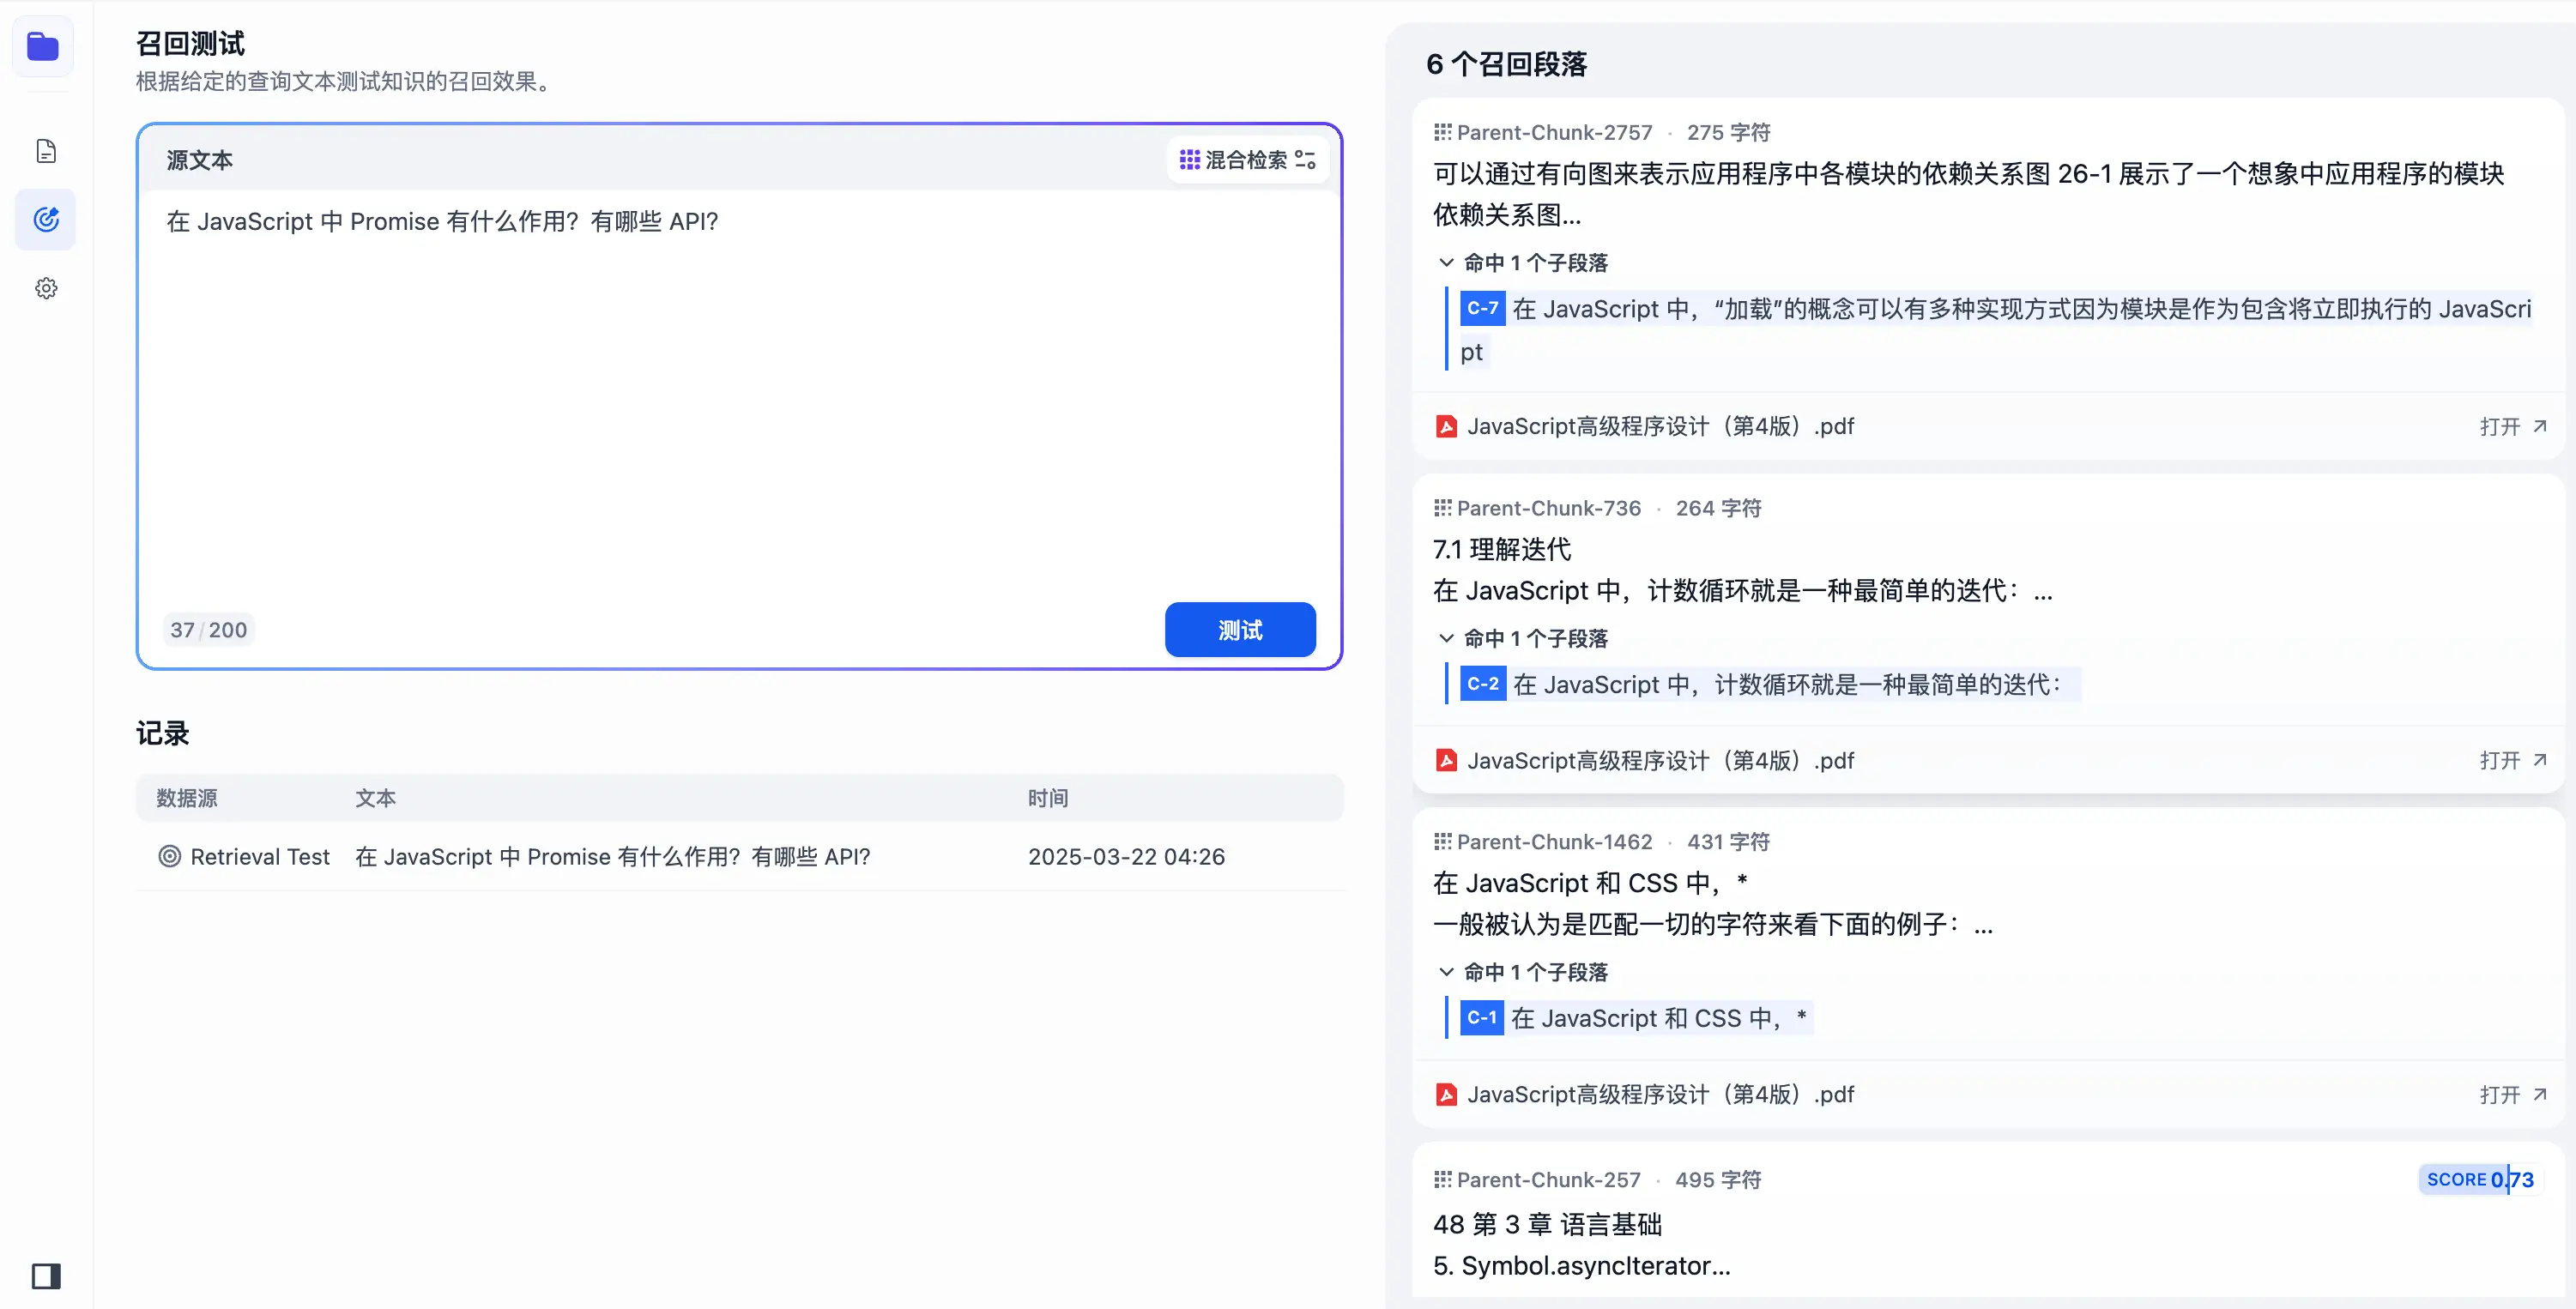 召回测试
根据给定的查询文本测试知识的召回效果。
源文本
混合检索
在 JavaScript 中 Promise 有什么作用？有哪些 API?
37/200
测试
记录
数据源 文本 时间
Retrieval Test 在 JavaScript 中 Promise 有什么作用？有哪些 API? 2025-03-22 04:26
6 个召回段落
Parent-Chunk-2757 · 275 字符
可以通过有向图来表示应用程序中各模块的依赖关系图 26-1 展示了一个想象中应用程序的模块
依赖关系图...
命中 1 个子段落
C-7 在 JavaScript 中，“加载”的概念可以有多种实现方式因为模块是作为包含将立即执行的 JavaScri
pt
JavaScript高级程序设计（第4版）.pdf 打开
Parent-Chunk-736 · 264 字符
7.1 理解迭代
在 JavaScript 中，计数循环就是一种最简单的迭代：...
命中 1 个子段落
C-2 在 JavaScript 中，计数循环就是一种最简单的迭代：
JavaScript高级程序设计（第4版）.pdf 打开
Parent-Chunk-1462 · 431 字符
在 JavaScript 和 CSS 中，*
一般被认为是匹配一切的字符来看下面的例子：...
命中 1 个子段落
C-1 在 JavaScript 和 CSS 中，*
JavaScript高级程序设计（第4版）.pdf 打开
Parent-Chunk-257 · 495 字符 SCORE 0.73
48 第 3 章 语言基础
5. Symbol.asyncIterator...